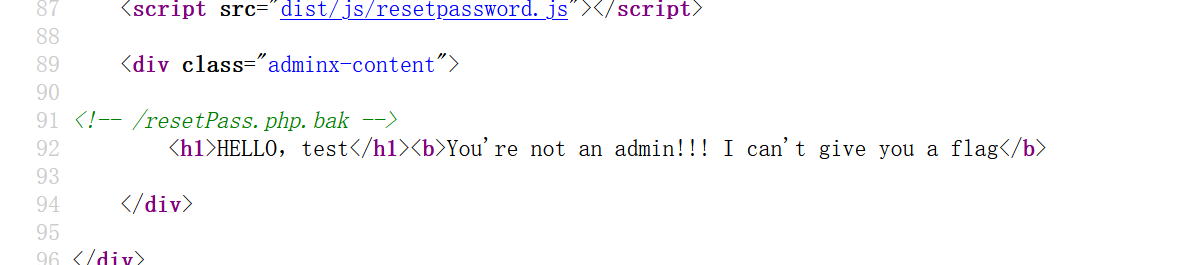 87 <script src="dist/js/resetpassword.js"></script>
88
89 <div class="adminx-content">
90
91 <!-- /resetPass.php.bak -->
92 <h1>HELLO, test</h1><b>You're not an admin!!! I can't give you a flag</b>
93
94 </div>
95
96 </div>